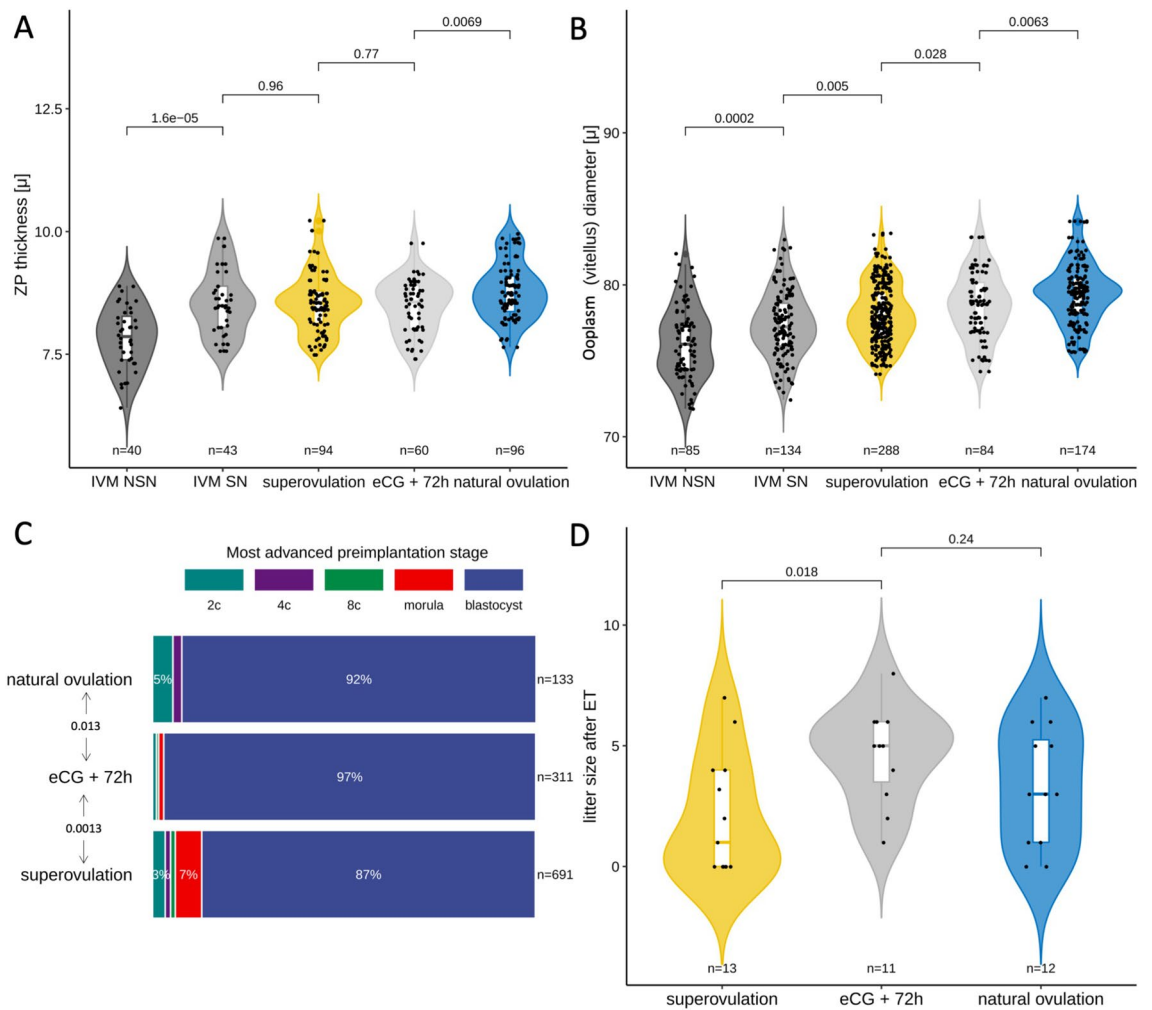 A
0.0069
0.77
0.96
1.6e−05
12.5
10.0
7.5
ZP thickness [μ]
n=40
n=43
n=94
n=60
n=96
IVM NSN
IVM SN
superovulation
eCG + 72h
natural ovulation
B
0.0063
0.028
0.005
0.0002
90
80
70
Ooplasm (vitellus) diameter [μ]
n=85
n=134
n=288
n=84
n=174
IVM NSN
IVM SN
superovulation
eCG + 72h
natural ovulation
C
Most advanced preimplantation stage
2c
4c
8c
morula
blastocyst
natural ovulation
5%
92%
n=133
0.013
eCG + 72h
97%
n=311
0.0013
superovulation
3%
7%
87%
n=691
D
0.24
0.018
10
5
0
litter size after ET
n=13
n=11
n=12
superovulation
eCG + 72h
natural ovulation